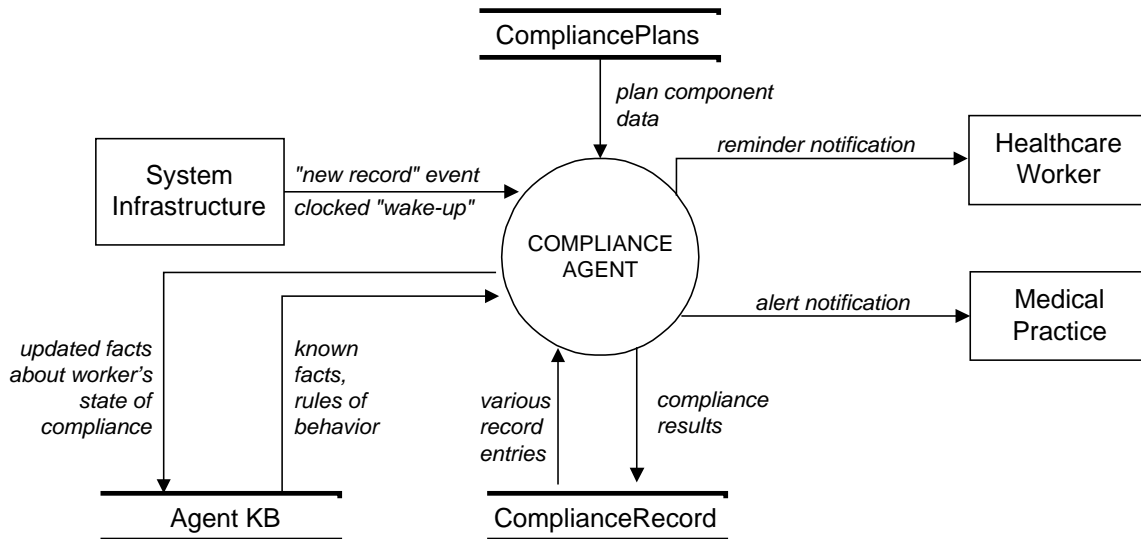 CompliancePlans
plan component
data
reminder notification
Healthcare
Worker
System
Infrastructure
"new record" event
clocked "wake-up"
COMPLIANCE
AGENT
alert notification
Medical
Practice
updated facts
about worker’s
state of
compliance
known
facts,
rules of
behavior
various
record
entries
compliance
results
Agent KB
ComplianceRecord